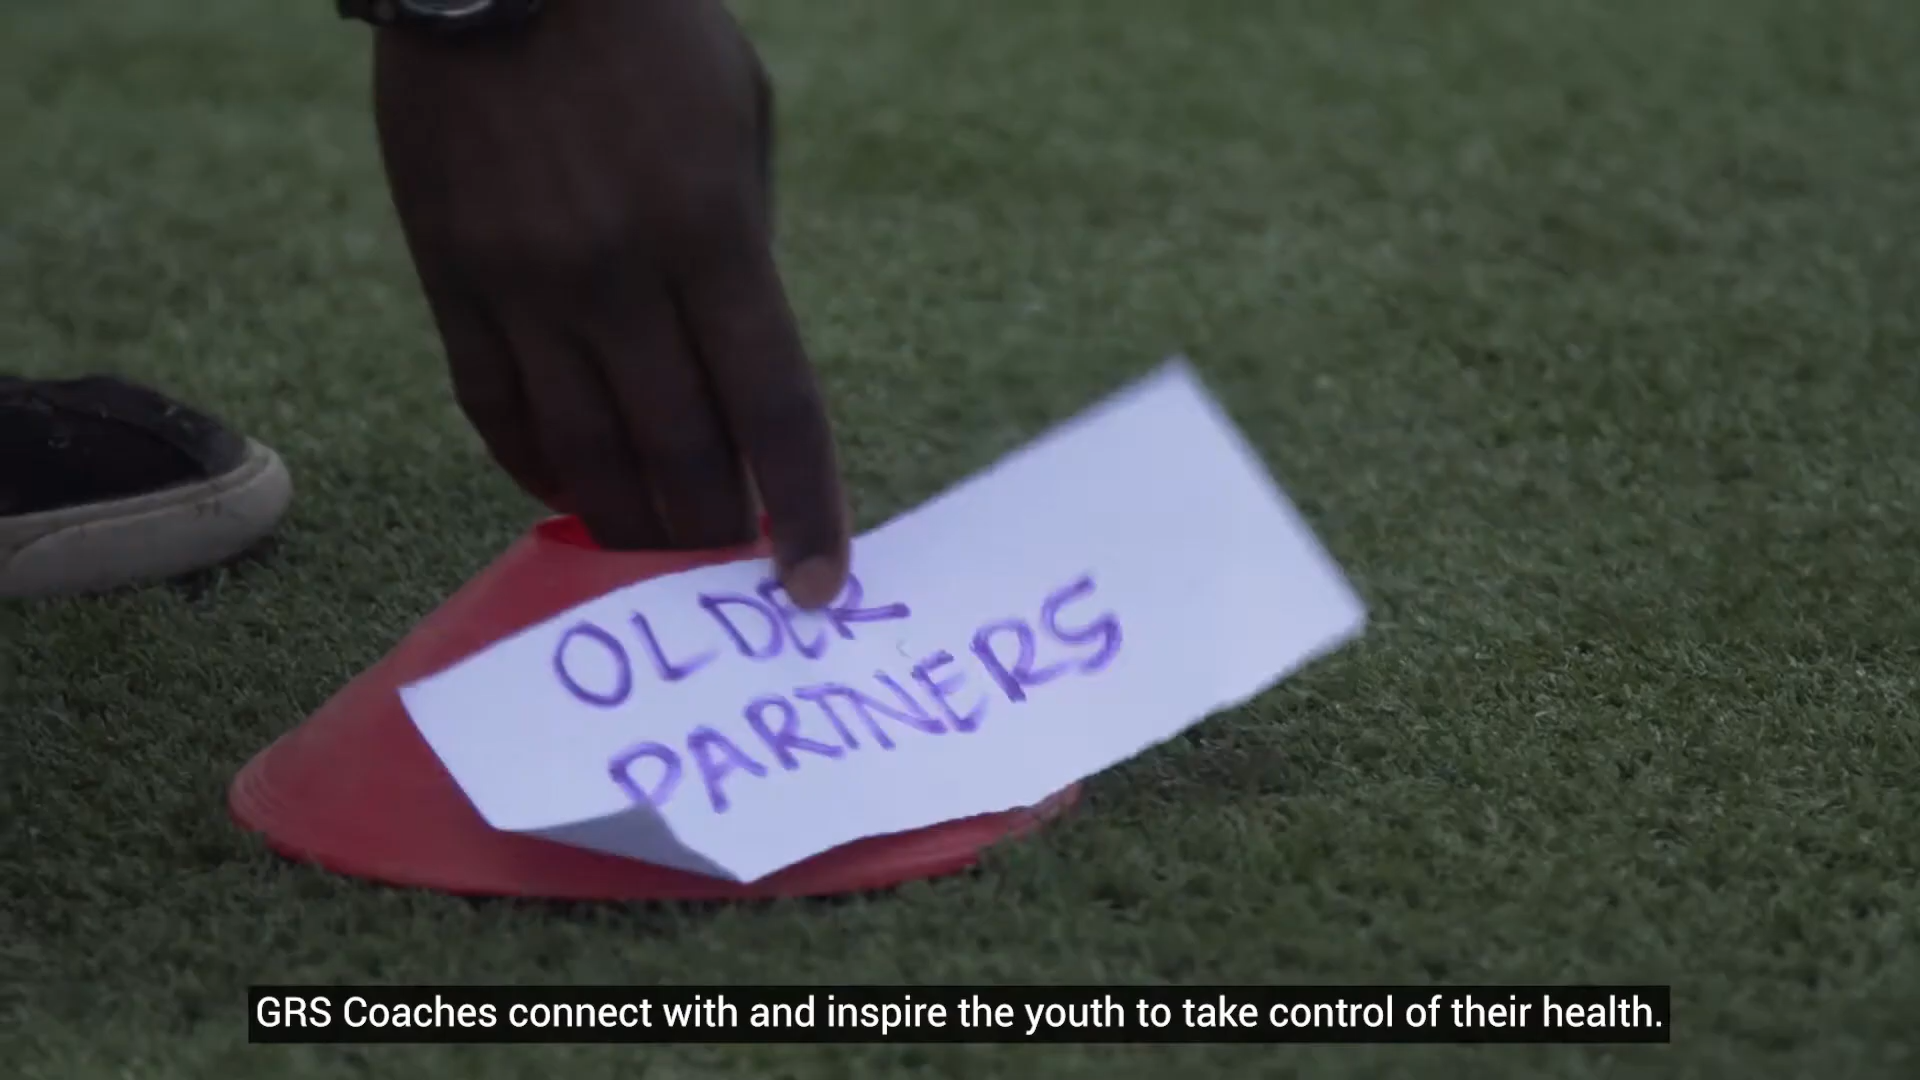 OLDER
PARTNERS
GRS Coaches connect with and inspire the youth to take control of their health.